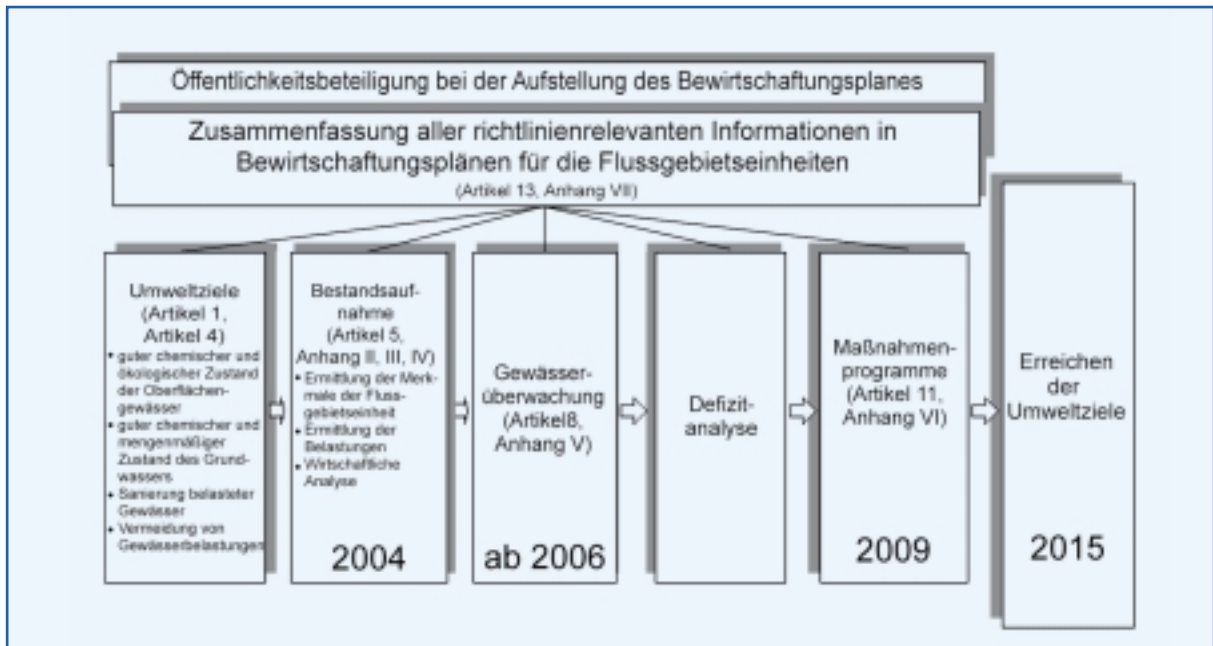 Öffentlichkeitsbeteiligung bei der Aufstellung des Bewirtschaftungsplanes
Zusammenfassung aller richtlinienrelevanten Informationen in
Bewirtschaftungsplänen für die Flussgebietseinheiten
(Artikel 13, Anhang VII)
Umweltziele
(Artikel 1,
Artikel 4)
• guter chemischer und
ökologischer Zustand
der Oberflächen-
gewässer
• guter chemischer und
mengenmäßiger
Zustand des Grund-
wassers
• Sanierung belasteter
Gewässer
• Vermeidung von
Gewässerbelastungen
Bestandsauf-
nahme
(Artikel 5,
Anhang II, III, IV)
• Ermittlung der Merk-
male der Fluss-
gebietseinheit
• Ermittlung der
Belastungen
• Wirtschaftliche
Analyse
2004
Gewässer-
überwachung
(Artikel8,
Anhang V)
ab 2006
Defizit-
analyse
Maßnahmen-
programme
(Artikel 11,
Anhang VI)
2009
Erreichen
der
Umweltziele
2015